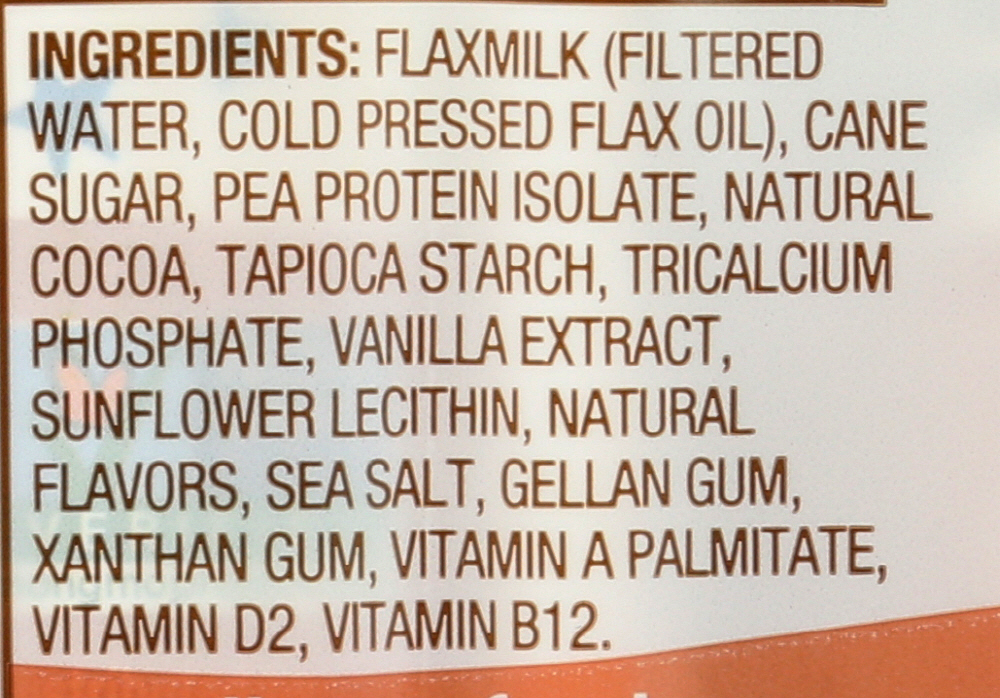 INGREDIENTS: FLAXMILK (FILTERED
WATER, COLD PRESSED FLAX OIL), CANE
SUGAR, PEA PROTEIN ISOLATE, NATURAL
COCOA, TAPIOCA STARCH, TRICALCIUM
PHOSPHATE, VANILLA EXTRACT,
SUNFLOWER LECITHIN, NATURAL
FLAVORS, SEA SALT, GELLAN GUM,
XANTHAN GUM, VITAMIN A PALMITATE,
VITAMIN D2, VITAMIN B12.